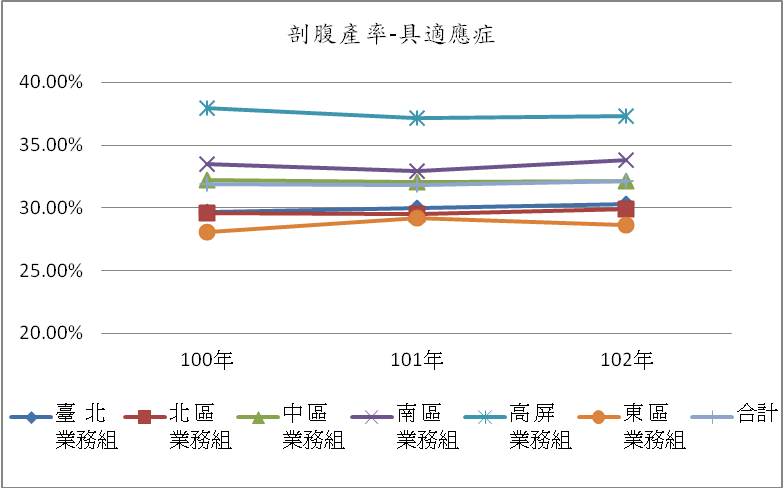 剖腹產率-具適應症
40.00%
35.00%
30.00%
25.00%
20.00%
100年 101年 102年
臺 北 北區 中區 南區 高屏 東區 合計
業務組 業務組 業務組 業務組 業務組 業務組